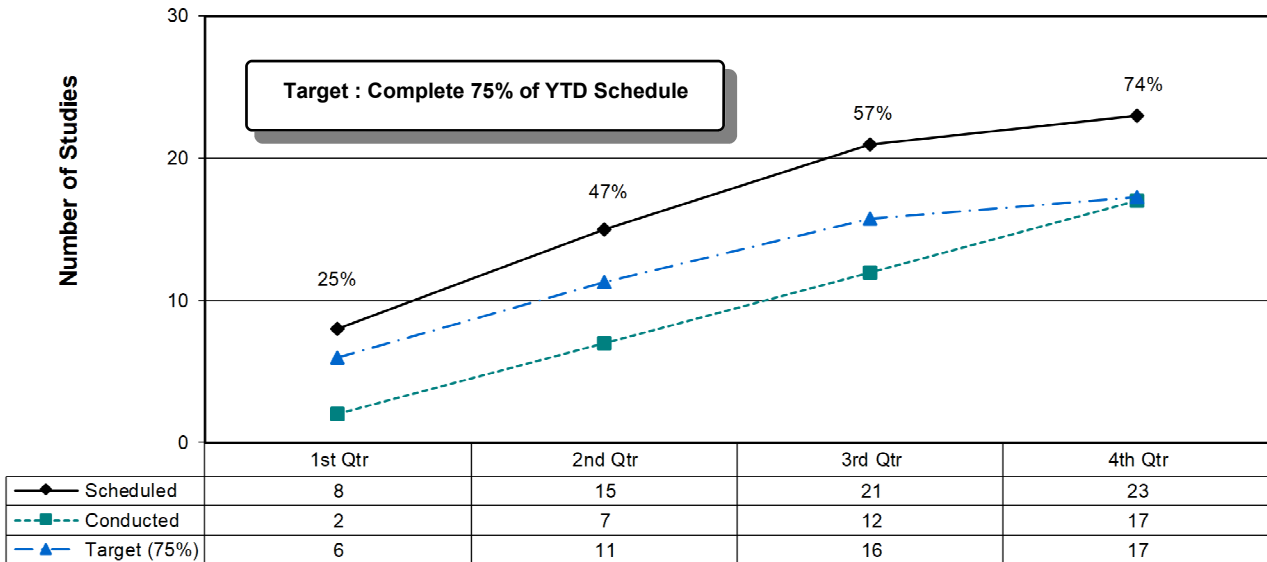 30
Target : Complete 75% of YTD Schedule
74%
57%
20
47%
10
25%
0
Number of Studies
1st Qtr 2nd Qtr 3rd Qtr 4th Qtr
Scheduled 8 15 21 23
Conducted 2 7 12 17
Target (75%) 6 11 16 17